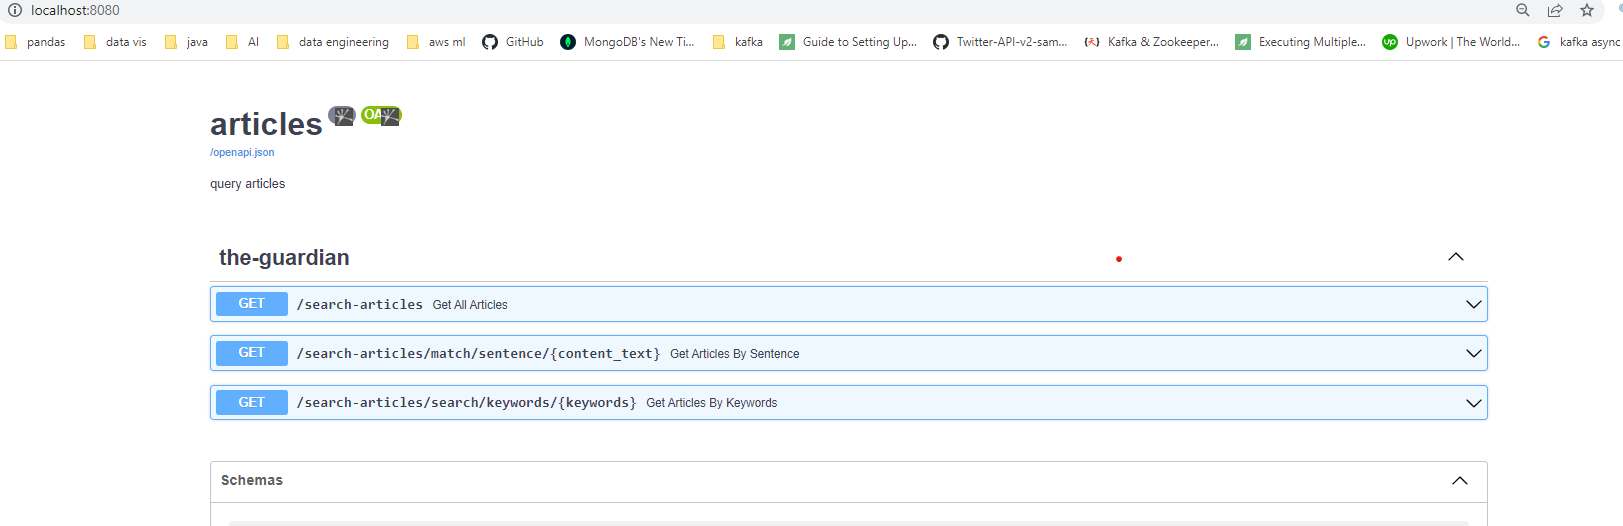 localhost:8080
pandas data vis java AI data engineering aws ml GitHub MongoDB's New Ti... kafka Guide to Setting Up... Twitter-API-v2-sam... Kafka & Zookeeper... Executing Multiple... Upwork | The World... kafka async
articles OA
/openapi.json
query articles
the-guardian
GET /search-articles Get All Articles
GET /search-articles/match/sentence/{content_text} Get Articles By Sentence
GET /search-articles/search/keywords/{keywords} Get Articles By Keywords
Schemas